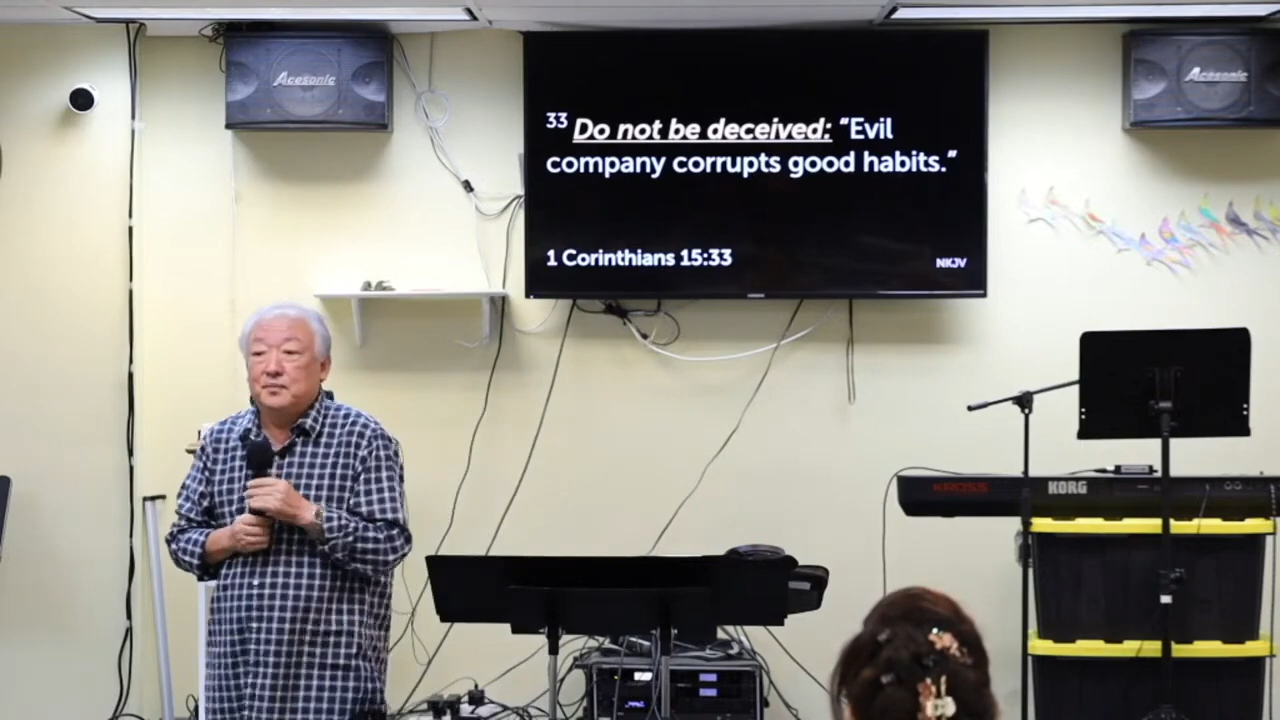 Acesonic
Acesonic
33 Do not be deceived: “Evil
company corrupts good habits.”
1 Corinthians 15:33
NKJV
KROSS
KORG